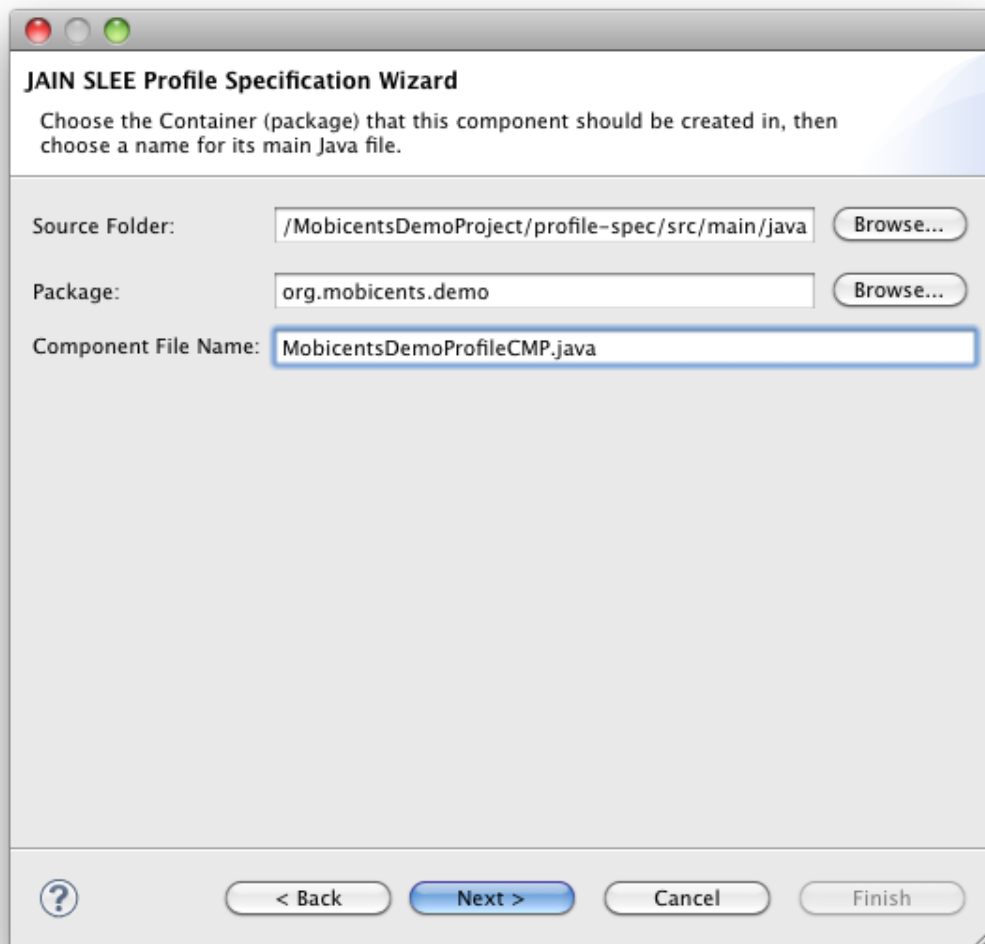 JAIN SLEE Profile Specification Wizard
Choose the Container (package) that this component should be created in, then
choose a name for its main Java file.
Source Folder: /MobicentsDemoProject/profile-spec/src/main/java Browse...
Package: org.mobicents.demo Browse...
Component File Name: MobicentsDemoProfileCMP.java
? < Back Next > Cancel Finish